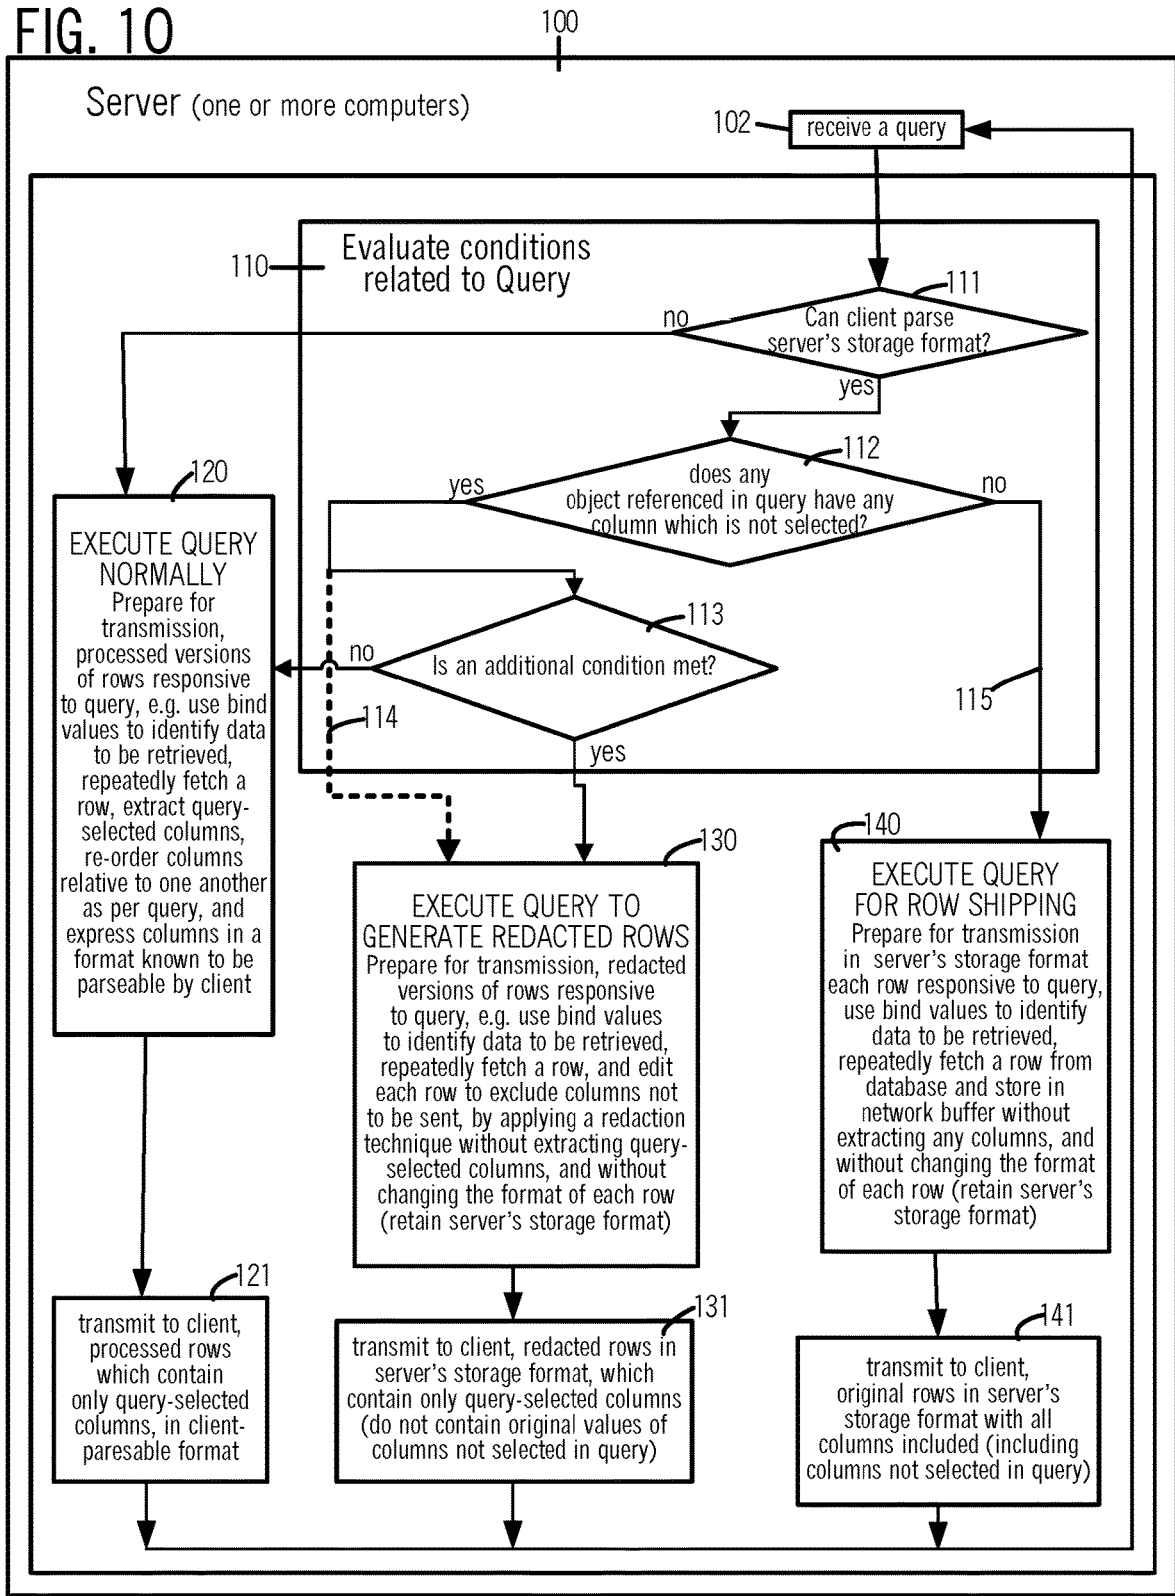 FIG. 10
100
Server (one or more computers)
102
receive a query
110
Evaluate conditions
related to Query
111
no
Can client parse
server's storage format?
yes
112
yes
does any
object referenced in query have any
column which is not selected?
no
113
no
Is an additional condition met?
114
yes
115
120
EXECUTE QUERY
NORMALLY
Prepare for
transmission,
processed versions
of rows responsive
to query, e.g. use bind
values to identify data
to be retrieved,
repeatedly fetch a
row, extract query-
selected columns,
re-order columns
relative to one another
as per query, and
express columns in a
format known to be
parseable by client
130
EXECUTE QUERY TO
GENERATE REDACTED ROWS
Prepare for transmission, redacted
versions of rows responsive
to query, e.g. use bind values
to identify data to be retrieved,
repeatedly fetch a row, and edit
each row to exclude columns not
to be sent, by applying a redaction
technique without extracting query-
selected columns, and without
changing the format of each row
(retain server's storage format)
140
EXECUTE QUERY
FOR ROW SHIPPING
Prepare for transmission
in server's storage format
each row responsive to query,
use bind values to identify
data to be retrieved,
repeatedly fetch a row from
database and store in
network buffer without
extracting any columns, and
without changing the format
of each row (retain server's
storage format)
121
transmit to client,
processed rows
which contain
only query-selected
columns, in client-
paresable format
131
transmit to client, redacted rows in
server's storage format, which
contain only query-selected columns
(do not contain original values of
columns not selected in query)
141
transmit to client,
original rows in server's
storage format with all
columns included (including
columns not selected in query)